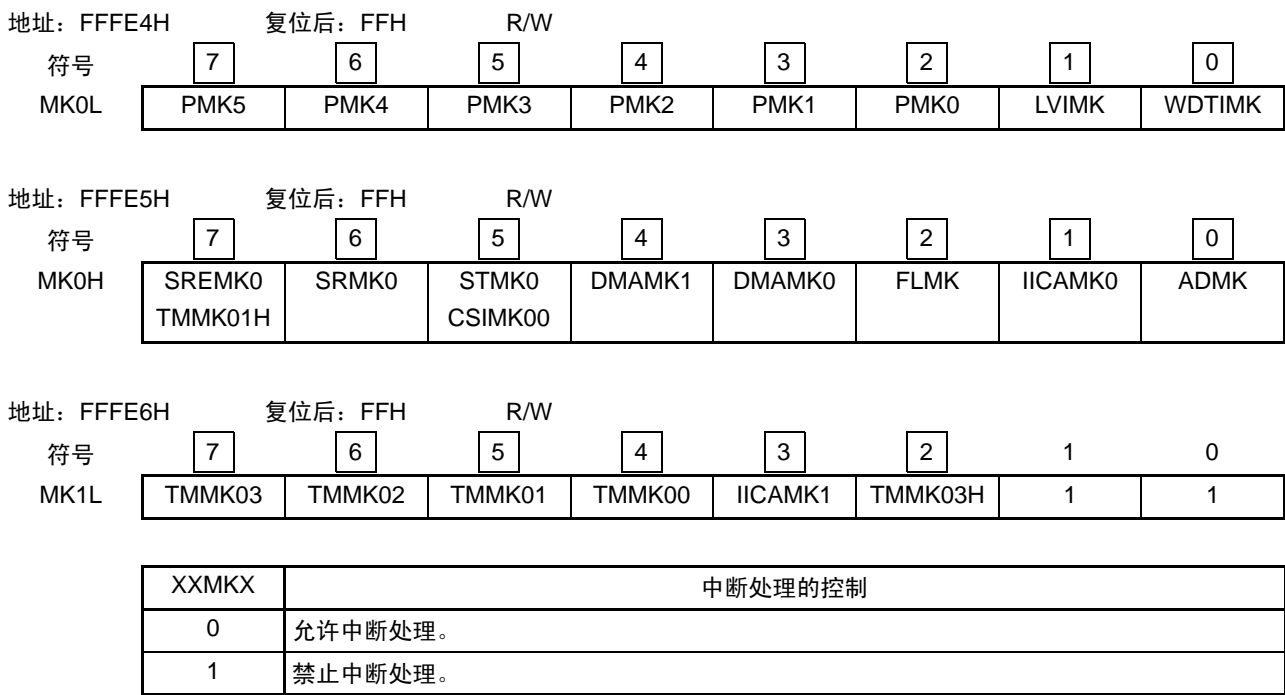 地址：FFFE4H 复位后：FFH R/W
符号 7 6 5 4 3 2 1 0
MK0L PMK5 PMK4 PMK3 PMK2 PMK1 PMK0 LVIMK WDTIMK
地址：FFFE5H 复位后：FFH R/W
符号 7 6 5 4 3 2 1 0
MK0H SREMK0 SRMK0 STMK0 DMAMK1 DMAMK0 FLMK IICAMK0 ADMK
TMMK01H CSIMK00
地址：FFFE6H 复位后：FFH R/W
符号 7 6 5 4 3 2 1 0
MK1L TMMK03 TMMK02 TMMK01 TMMK00 IICAMK1 TMMK03H 1 1
XXMKX 中断处理的控制
0 允许中断处理。
1 禁止中断处理。